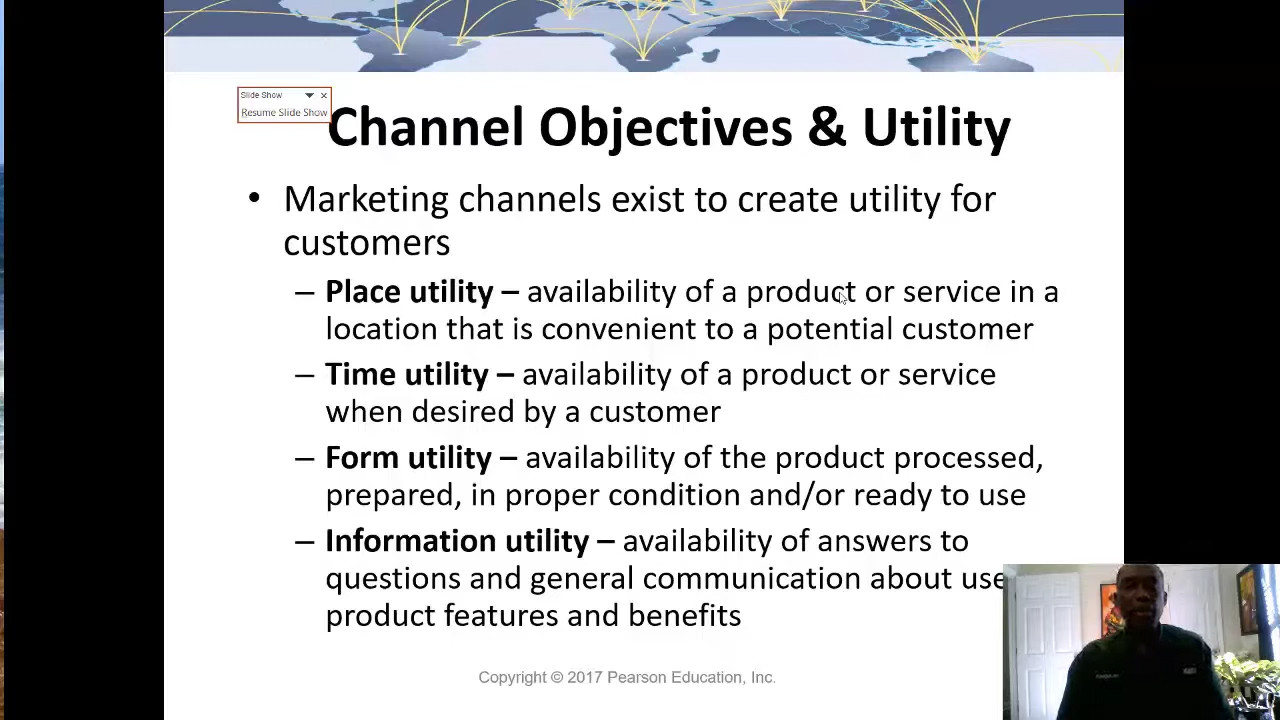 Slide Show
Resume Slide Show
Channel Objectives & Utility
• Marketing channels exist to create utility for
customers
– Place utility – availability of a product or service in a
location that is convenient to a potential customer
– Time utility – availability of a product or service
when desired by a customer
– Form utility – availability of the product processed,
prepared, in proper condition and/or ready to use
– Information utility – availability of answers to
questions and general communication about use
product features and benefits
Copyright © 2017 Pearson Education, Inc.